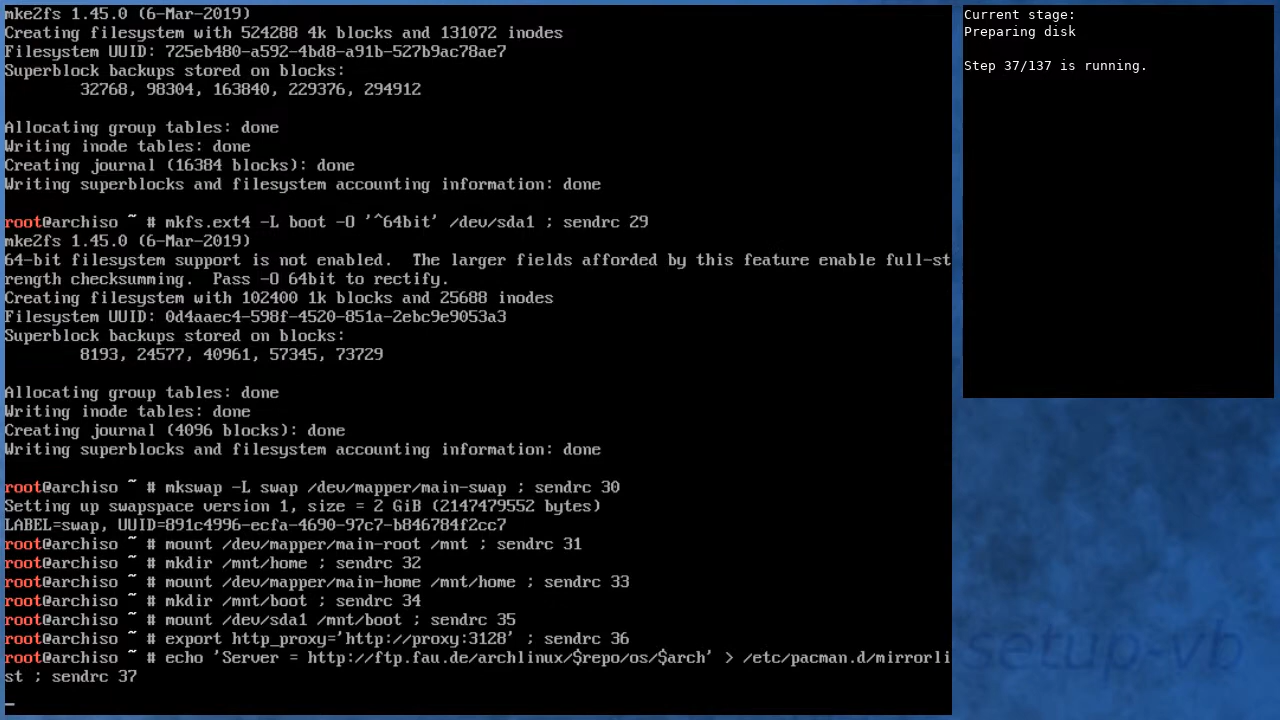 mke2fs 1.45.0 (6-Mar-2019)
Creating filesystem with 524288 4k blocks and 131072 inodes
Filesystem UUID: 725eb480-a592-4bd8-a91b-527b9ac78ae7
Superblock backups stored on blocks:
        32768, 98304, 163840, 229376, 294912

Allocating group tables: done
Writing inode tables: done
Creating journal (16384 blocks): done
Writing superblocks and filesystem accounting information: done

root@archiso ~ # mkfs.ext4 -L boot -O '^64bit' /dev/sda1 ; sendrc 29
mke2fs 1.45.0 (6-Mar-2019)
64-bit filesystem support is not enabled.  The larger fields afforded by this feature enable full-st
rength checksumming.  Pass -O 64bit to rectify.
Creating filesystem with 102400 1k blocks and 25688 inodes
Filesystem UUID: 0d4aaec4-598f-4520-851a-2ebc9e9053a3
Superblock backups stored on blocks:
        8193, 24577, 40961, 57345, 73729

Allocating group tables: done
Writing inode tables: done
Creating journal (4096 blocks): done
Writing superblocks and filesystem accounting information: done

root@archiso ~ # mkswap -L swap /dev/mapper/main-swap ; sendrc 30
Setting up swapspace version 1, size = 2 GiB (2147479552 bytes)
LABEL=swap, UUID=891c4996-ecfa-4690-97c7-b846784f2cc7
root@archiso ~ # mount /dev/mapper/main-root /mnt ; sendrc 31
root@archiso ~ # mkdir /mnt/home ; sendrc 32
root@archiso ~ # mount /dev/mapper/main-home /mnt/home ; sendrc 33
root@archiso ~ # mkdir /mnt/boot ; sendrc 34
root@archiso ~ # mount /dev/sda1 /mnt/boot ; sendrc 35
root@archiso ~ # export http_proxy='http://proxy:3128' ; sendrc 36
root@archiso ~ # echo 'Server = http://ftp.fau.de/archlinux/$repo/os/$arch' > /etc/pacman.d/mirrorli
st ; sendrc 37
_
Current stage:
Preparing disk

Step 37/137 is running.
setup-vb